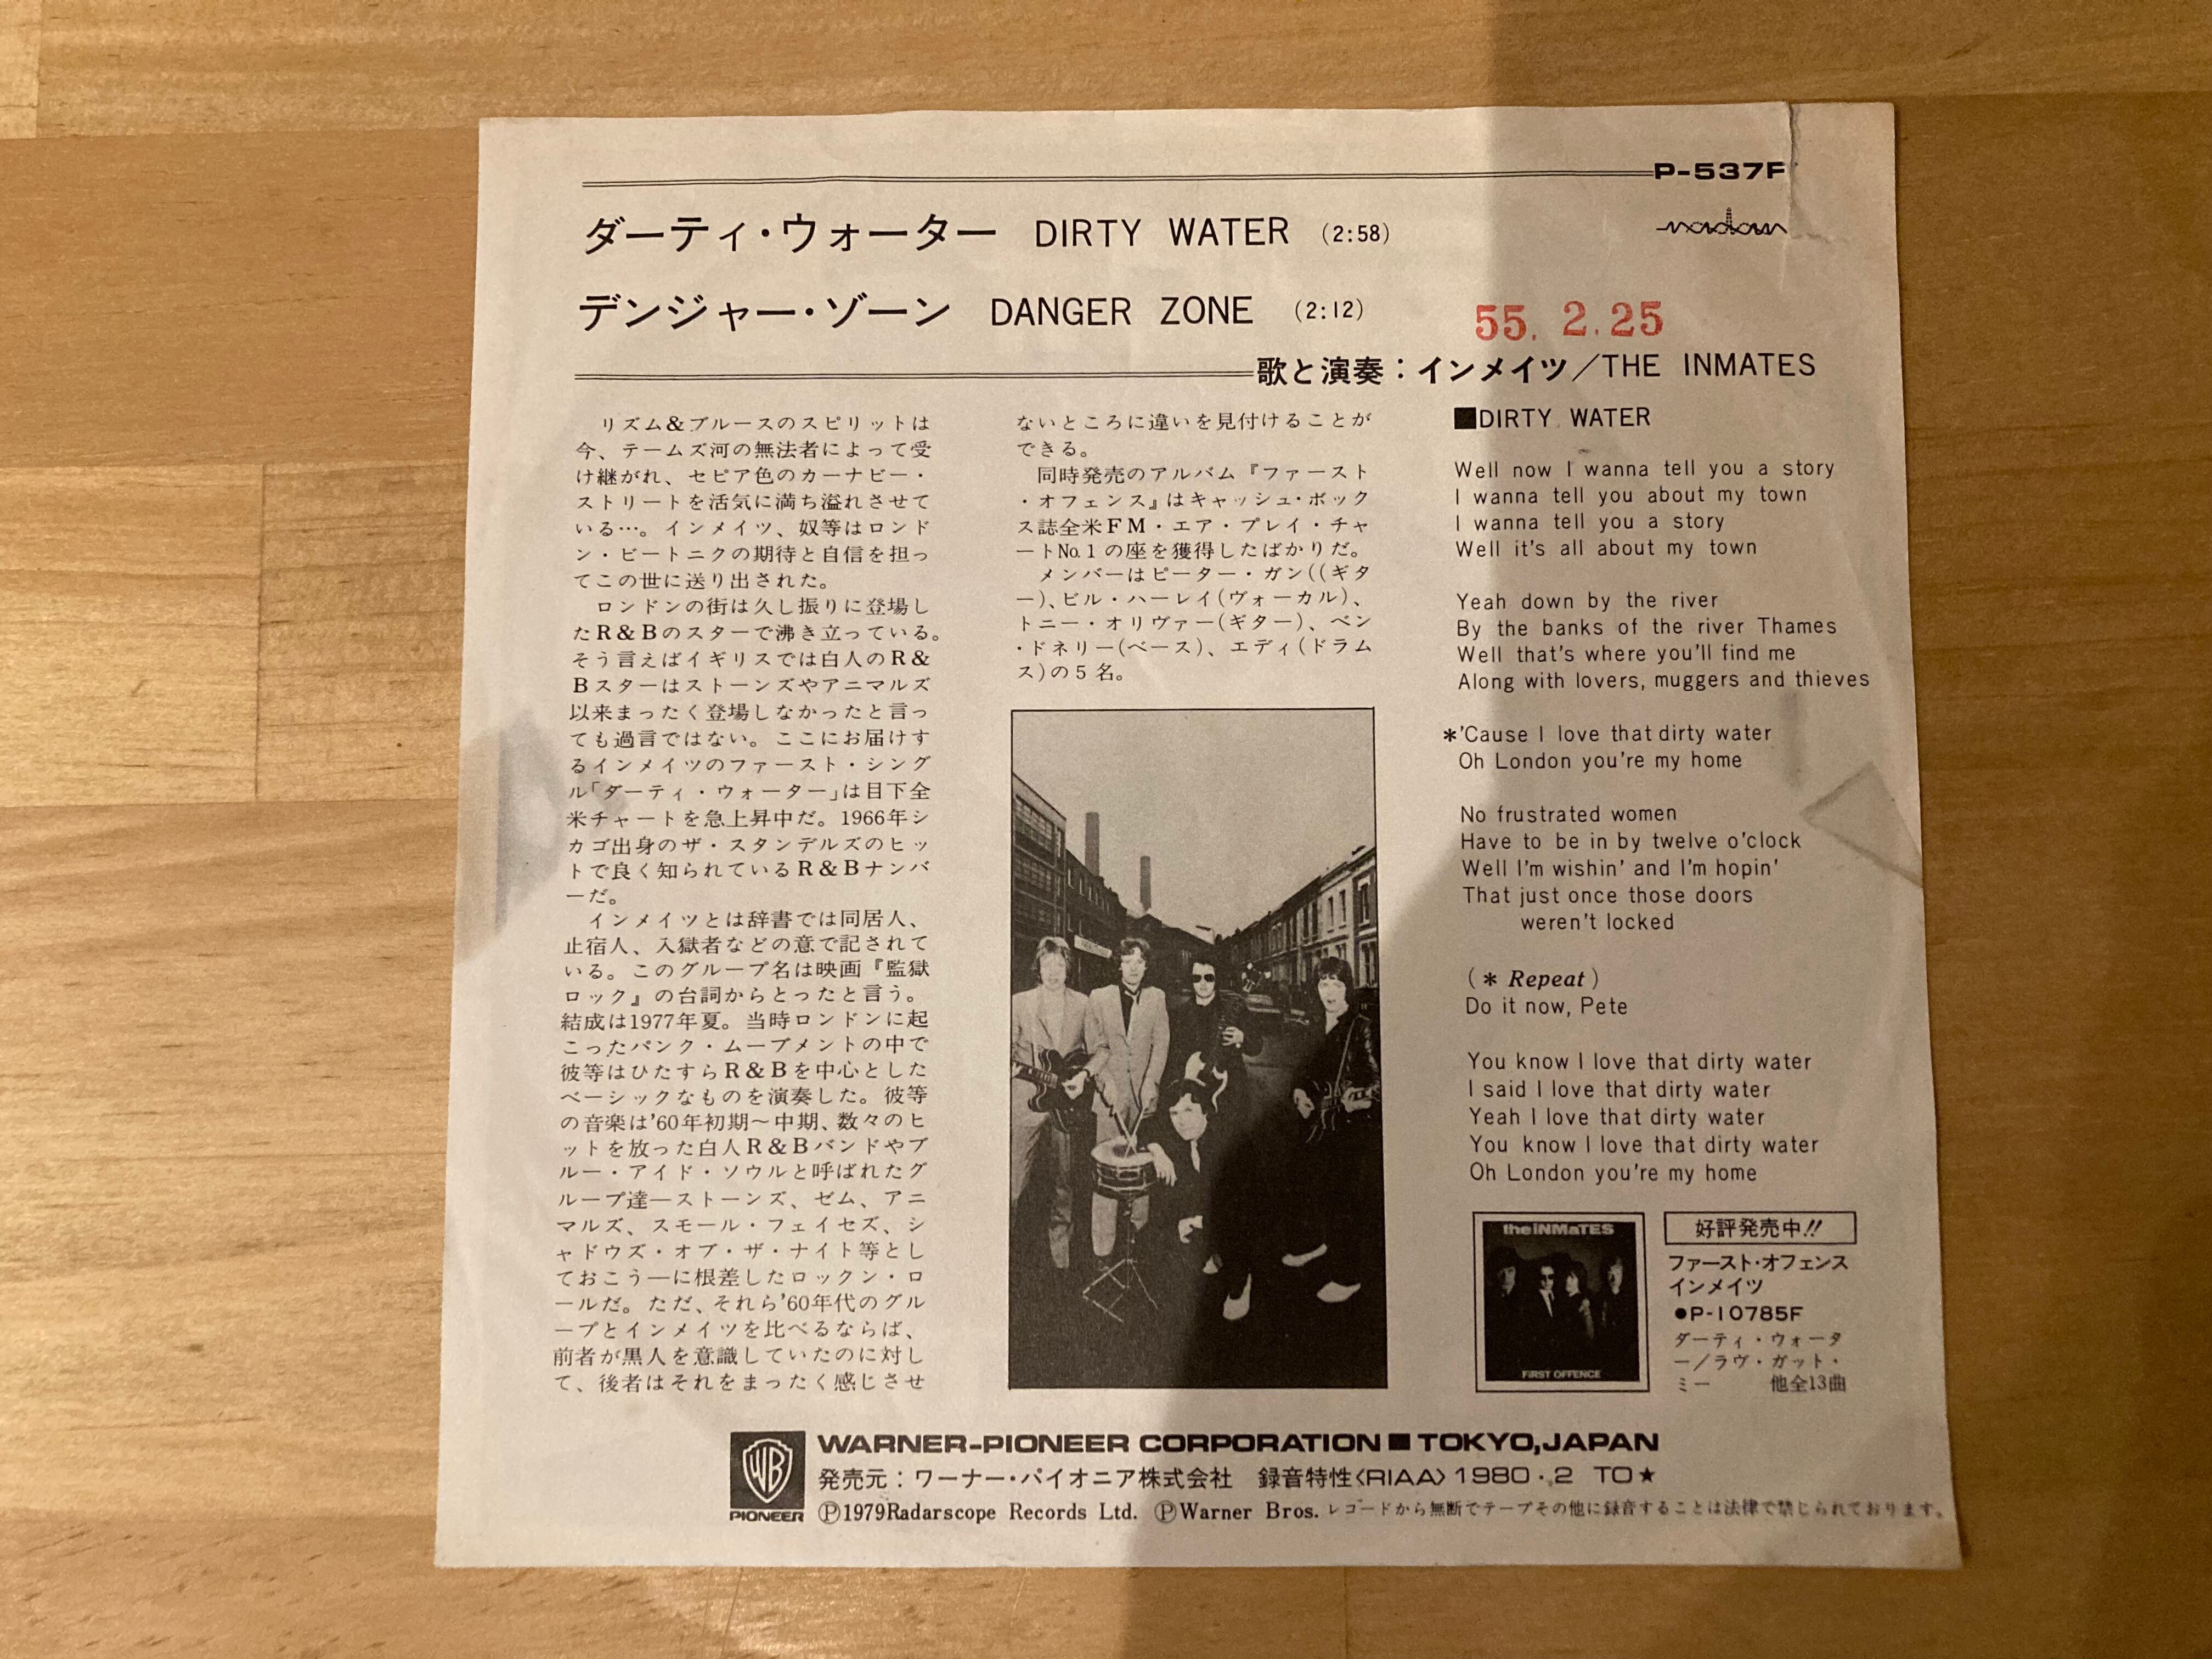 P-537F
radar
ダーティ・ウォーター DIRTY WATER (2:58)
デンジャー・ゾーン DANGER ZONE (2:12)
55. 2. 25
歌と演奏:インメイツ/THE INMATES
リズム&ブルースのスピリットは
今、テームズ河の無法者によって受
け継がれ、セピア色のカーナビー・
ストリートを活気に満ち溢れさせて
いる…。インメイツ、奴等はロンド
ン・ビートニクの期待と自信を担っ
てこの世に送り出された。
ロンドンの街は久し振りに登場し
たR&Bのスターで沸き立っている。
そう言えばイギリスでは白人のR&
Bスターはストーンズやアニマルズ
以来まったく登場しなかったと言っ
ても過言ではない。ここにお届けす
るインメイツのファースト・シング
ル「ダーティ・ウォーター」は目下全
米チャートを急上昇中だ。1966年シ
カゴ出身のザ・スタンデルズのヒッ
トで良く知られているR&Bナンバ
ーだ。
インメイツとは辞書では同居人、
止宿人、入獄者などの意で記されて
いる。このグループ名は映画『監獄
ロック』の台詞からとったと言う。
結成は1977年夏。当時ロンドンに起
こったパンク・ムーブメントの中で
彼等はひたすらR&Bを中心とした
ベーシックなものを演奏した。彼等
の音楽は'60年初期〜中期、数々のヒ
ットを放った白人R&Bバンドやブ
ルー・アイド・ソウルと呼ばれたグ
ループ達—ストーンズ、ゼム、アニ
マルズ、スモール・フェイセズ、シ
ャドウズ・オブ・ザ・ナイト等とし
ておこう—に根差したロックン・ロ
ールだ。ただ、それら'60年代のグル
ープとインメイツを比べるならば、
前者が黒人を意識していたのに対し
て、後者はそれをまったく感じさせ
ないところに違いを見付けることが
できる。
同時発売のアルバム『ファースト
・オフェンス』はキャッシュ・ボック
ス誌全米FM・エア・プレイ・チャ
ートNo.1の座を獲得したばかりだ。
メンバーはピーター・ガン((ギタ
ー)、ビル・ハーレイ(ヴォーカル)、
トニー・オリヴァー(ギター)、ベン
・ドネリー(ベース)、エディ(ドラム
ス)の5名。
■DIRTY WATER
Well now I wanna tell you a story
I wanna tell you about my town
I wanna tell you a story
Well it's all about my town
Yeah down by the river
By the banks of the river Thames
Well that's where you'll find me
Along with lovers, muggers and thieves
*'Cause I love that dirty water
Oh London you're my home
No frustrated women
Have to be in by twelve o'clock
Well I'm wishin' and I'm hopin'
That just once those doors
weren't locked
(* Repeat)
Do it now, Pete
You know I love that dirty water
I said I love that dirty water
Yeah I love that dirty water
You know I love that dirty water
Oh London you're my home
theiNMaTES
FiRST OFFENCE
好評発売中!!
ファースト・オフェンス
インメイツ
●P-10785F
ダーティ・ウォータ
ー/ラヴ・ガット・
ミー 他全13曲
WB
PIONEER
WARNER-PIONEER CORPORATION ■ TOKYO, JAPAN
発売元:ワーナー・パイオニア株式会社 録音特性〈RIAA〉1980・2 TO★
Ⓟ1979Radarscope Records Ltd. ⓅWarner Bros. レコードから無断でテープその他に録音することは法律で禁じられております。